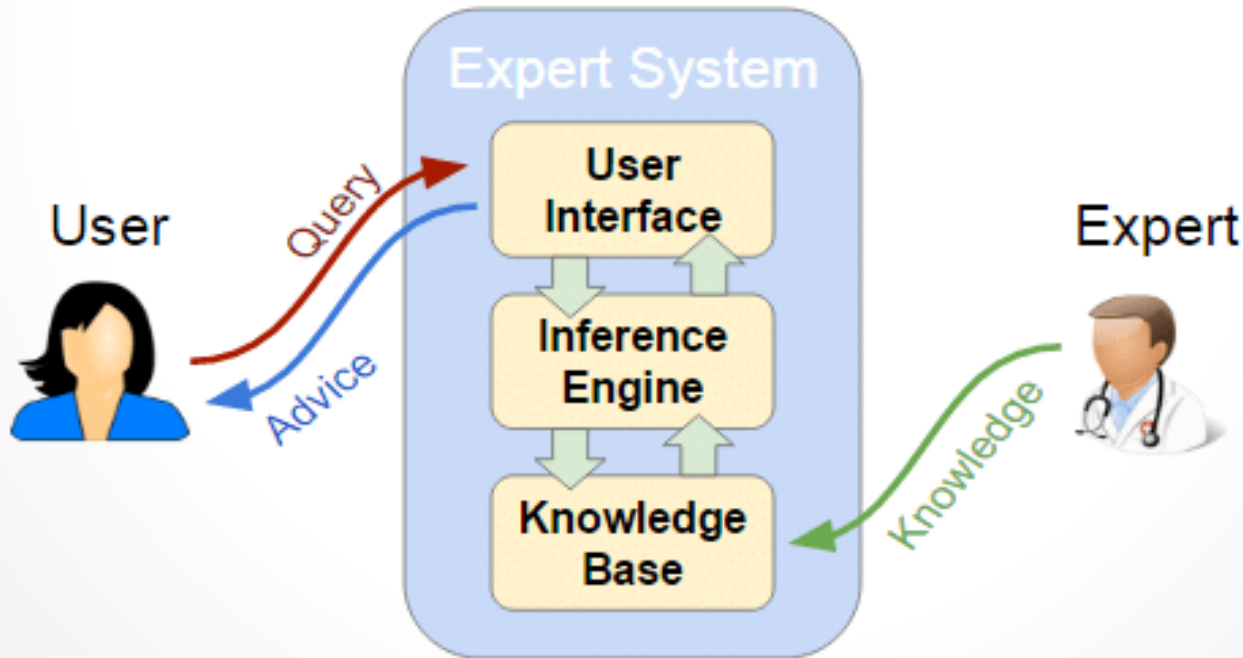 Expert System
User
Interface
Query
User
Advice
Inference
Engine
Expert
Knowledge
Knowledge
Base